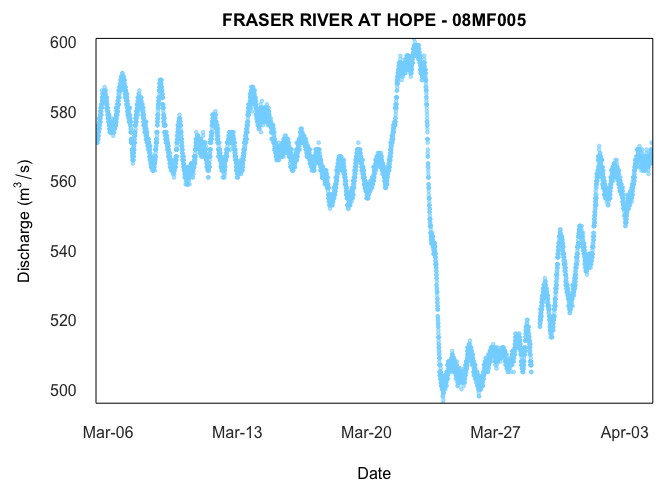 FRASER RIVER AT HOPE - 08MF005
600
580
560
540
520
500
Discharge (m³/s)
Mar-06 Mar-13 Mar-20 Mar-27 Apr-03
Date